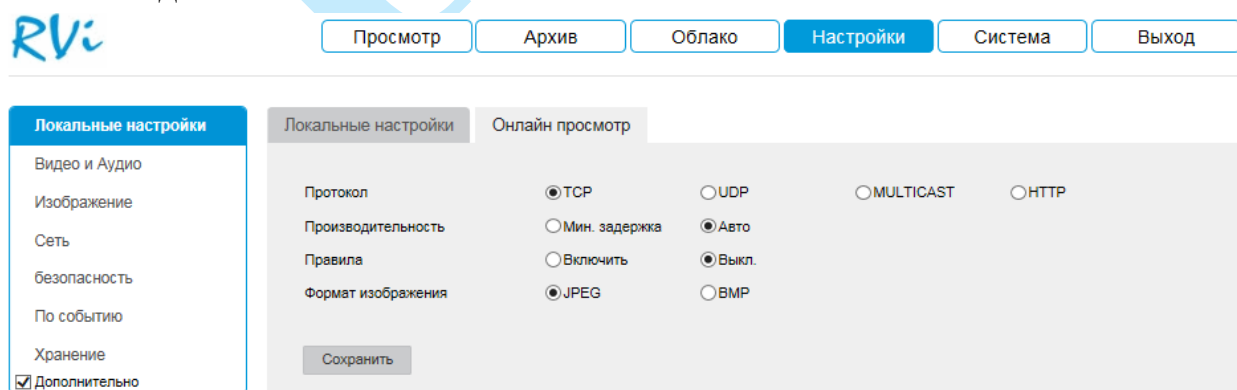 RVi
Просмотр Архив Облако Настройки Система Выход
Локальные настройки
Видео и Аудио
Изображение
Сеть
безопасность
По событию
Хранение
Дополнительно
Локальные настройки Онлайн просмотр
Протокол TCP UDP MULTICAST HTTP
Производительность Мин. задержка Авто
Правила Включить Выкл.
Формат изображения JPEG BMP
Сохранить